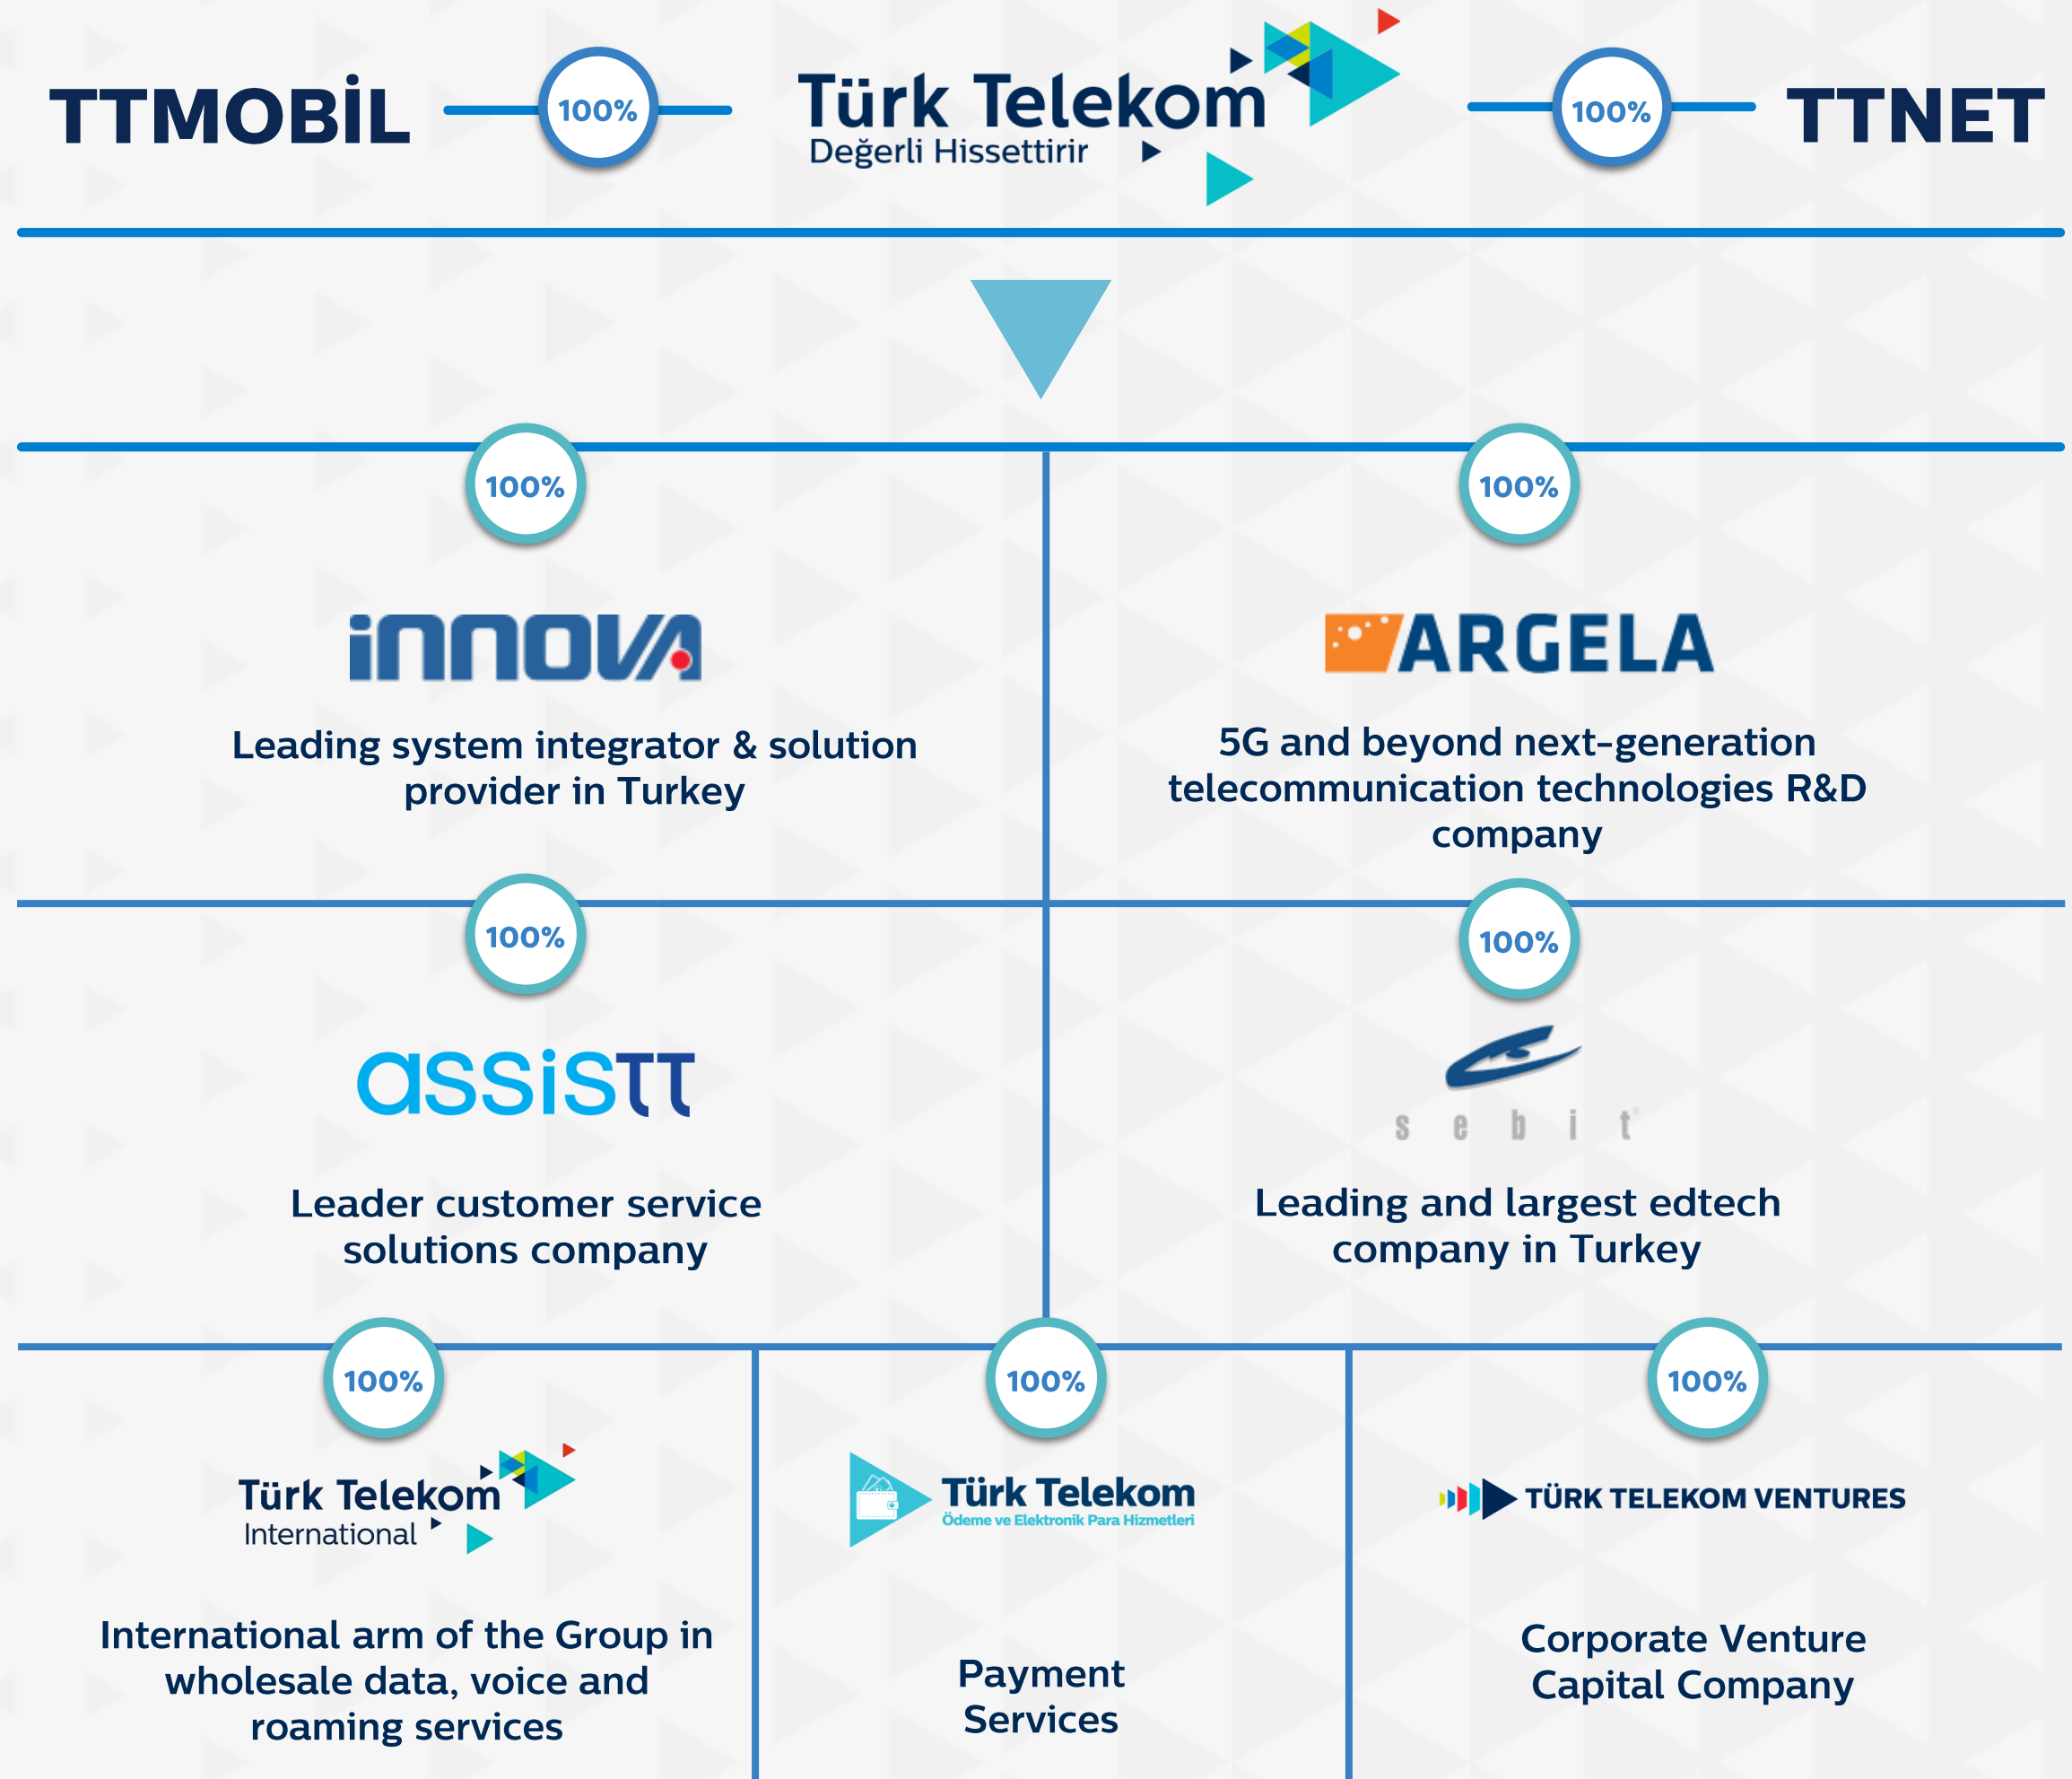 TTMOBİL
100%
Türk Telekom
Değerli Hissettirir
100%
TTNET
100%
innova
Leading system integrator & solution
provider in Turkey
100%
ARGELA
5G and beyond next-generation
telecommunication technologies R&D
company
100%
assistt
Leader customer service
solutions company
100%
sebit
Leading and largest edtech
company in Turkey
100%
Türk Telekom
International
International arm of the Group in
wholesale data, voice and
roaming services
100%
Türk Telekom
Ödeme ve Elektronik Para Hizmetleri
Payment
Services
100%
TÜRK TELEKOM VENTURES
Corporate Venture
Capital Company